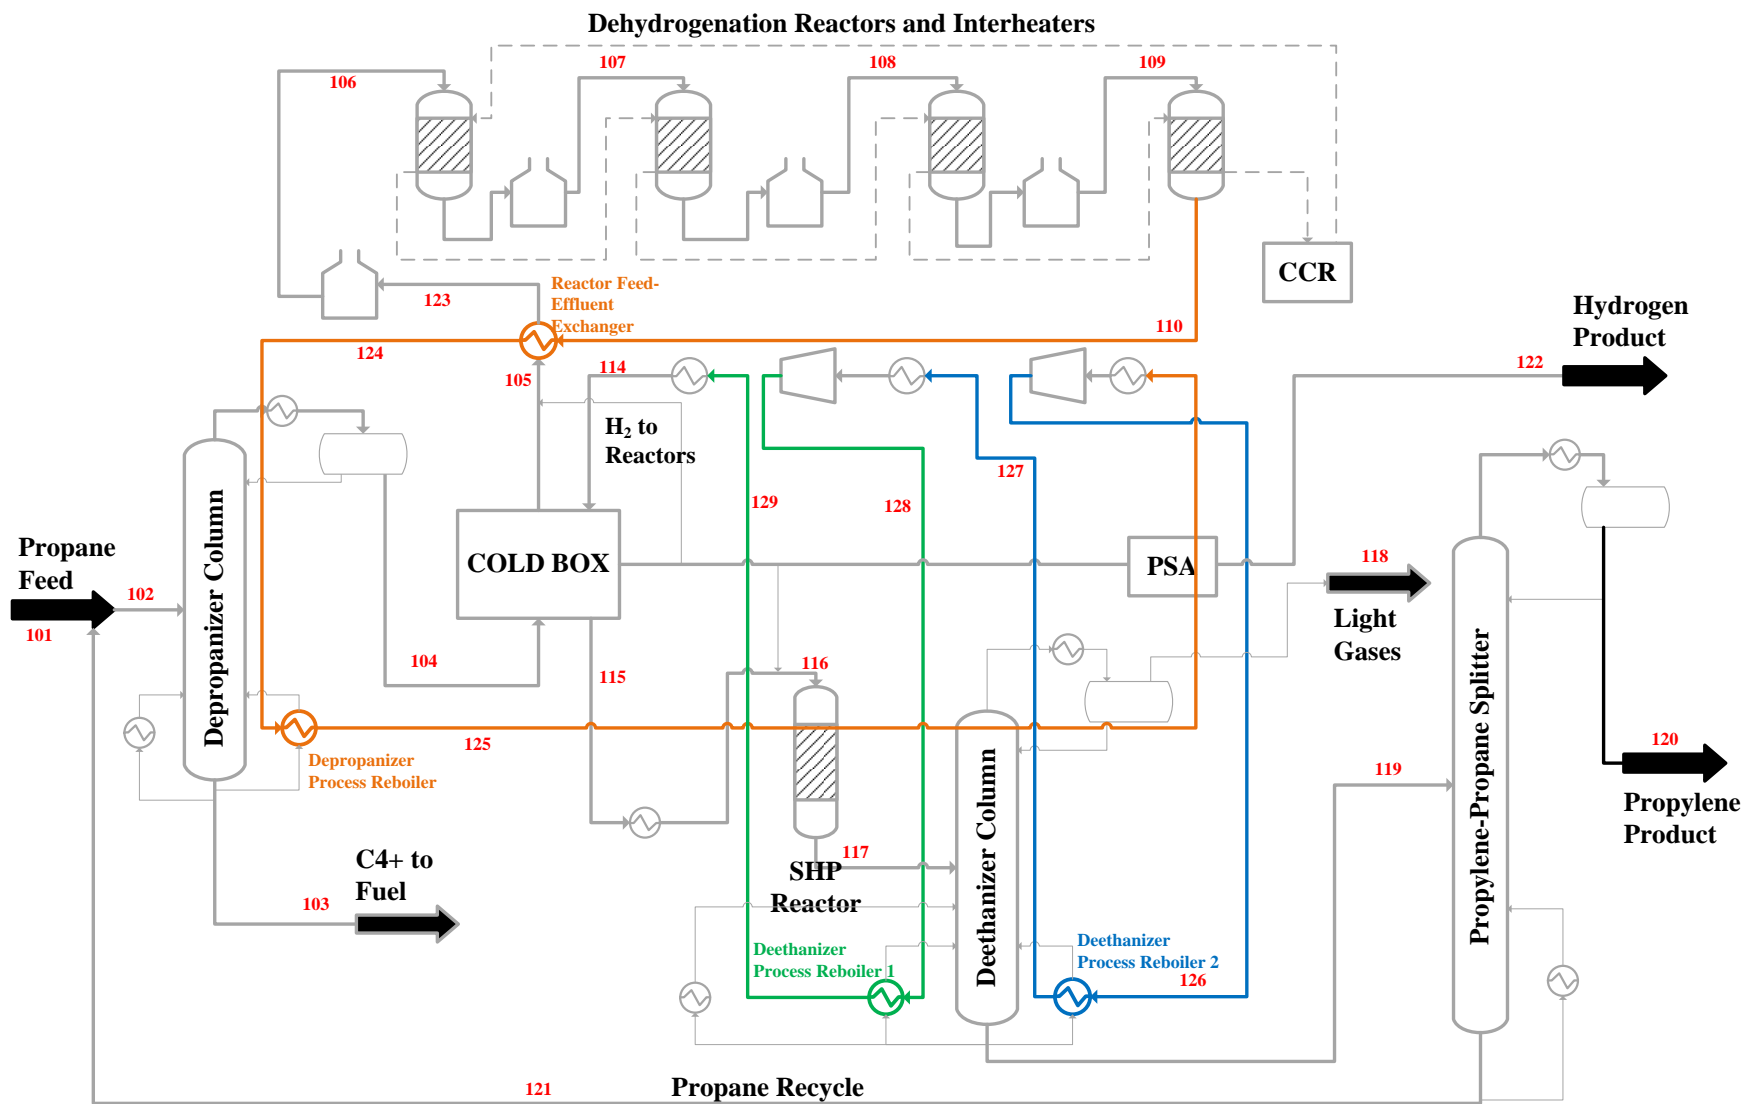 Dehydrogenation Reactors and Interheaters
106
107
108
109
CCR
123
Reactor Feed-
Effluent
Exchanger
124
110
105
114
122
Hydrogen
Product
H2 to
Reactors
129
128
127
Propane
Feed
101
102
Depropanizer Column
COLD BOX
PSA
118
Light
Gases
104
115
116
125
Depropanizer
Process Reboiler
117
SHP
Reactor
Deethanizer Column
119
Propylene-Propane Splitter
120
Propylene
Product
C4+ to
Fuel
103
Deethanizer
Process Reboiler 1
Deethanizer
Process Reboiler 2
126
121
Propane Recycle